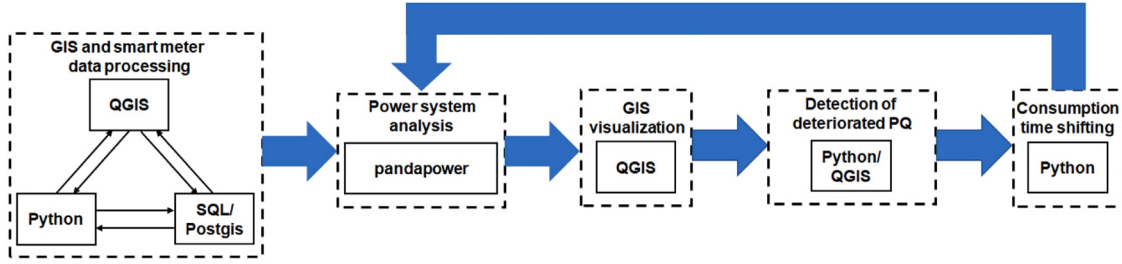 GIS and smart meter
data processing
QGIS
Python
SQL/
Postgis
Power system
analysis
pandapower
GIS
visualization
QGIS
Detection of
deteriorated PQ
Python/
QGIS
Consumption
time shifting
Python